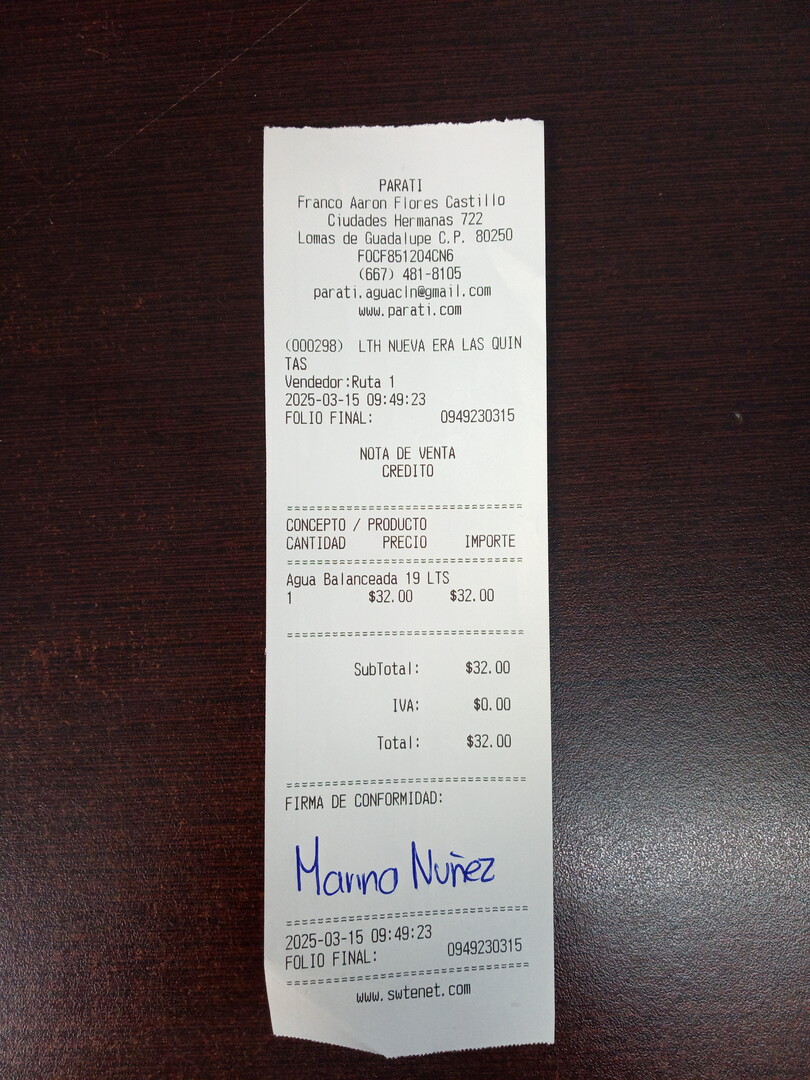 PARATI
Franco Aaron Flores Castillo
Ciudades Hermanas 722
Lomas de Guadalupe C.P. 80250
FOCF851204CN6
(667) 481-8105
parati.aguacln@gmail.com
www.parati.com
(000298) LTH NUEVA ERA LAS QUIN
TAS
Vendedor:Ruta 1
2025-03-15 09:49:23
FOLIO FINAL: 0949230315
NOTA DE VENTA
CREDITO
==============================
CONCEPTO / PRODUCTO
CANTIDAD PRECIO IMPORTE
==============================
Agua Balanceada 19 LTS
1 $32.00 $32.00
==============================
SubTotal: $32.00
IVA: $0.00
Total: $32.00
==============================
FIRMA DE CONFORMIDAD:
Marino Nuñez
==============================
2025-03-15 09:49:23
FOLIO FINAL: 0949230315
==============================
www.swtenet.com